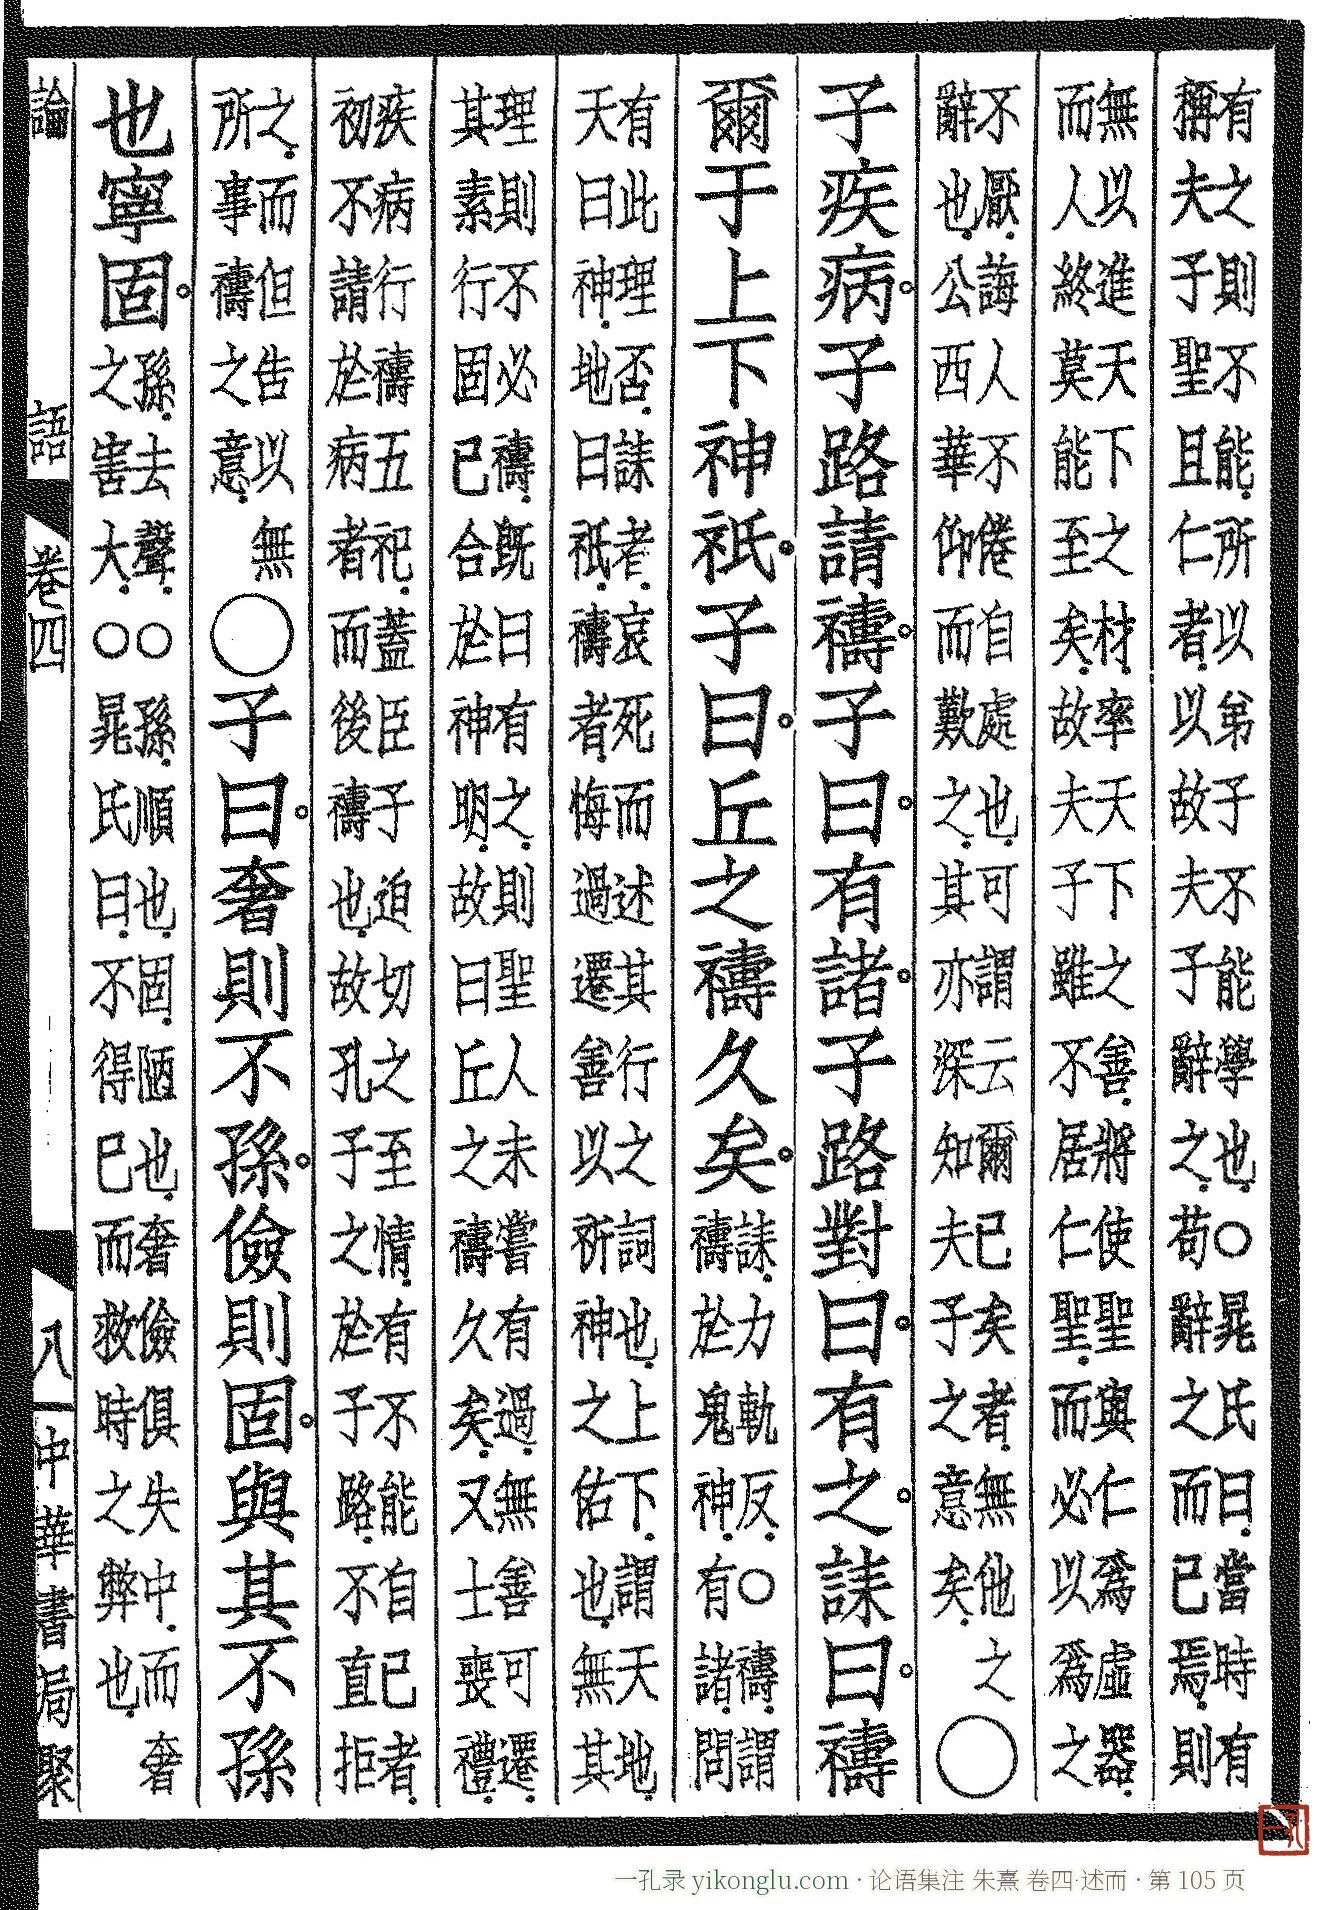 有之則不能所以弟子不能學也○晁氏曰當時有
稱夫子聖且仁者以故夫子辭之苟辭之而已焉則
無以進天下之材率天下之善將使聖與仁爲虛器
而人終莫能至矣故夫子雖不居仁聖而必以爲之
不厭誨人不倦自處也可謂云爾已矣者無他之
辭也公西華仰而歎之其亦深知夫子之意矣
○
子疾病子路請禱子曰有諸子路對曰有之誄曰禱
爾于上下神祇子曰丘之禱久矣
誄力軌反○禱謂
禱於鬼神有諸問
有此理否誄者哀死而述其行之詞也上下謂天地
天曰神地曰祇禱者悔過遷善以祈神之佑也無其
理則不必禱既曰有之則聖人未嘗有過無善可遷
其素行固已合於神明故曰丘之禱久矣又士喪禮
疾病行禱五祀蓋臣子迫切之至情有不能自已者
初不請於病者而後禱也故孔子之於子路不直拒
之而但告以無
所事禱之意
○子曰奢則不孫儉則固與其不孫
也寧固
孫去聲○孫順也固陋也奢儉俱失中而奢
之害大○晁氏曰不得已而救時之弊也
論語 卷四 八 中華書局聚
一孔录 yikonglu.com · 论语集注 朱熹 卷四·述而 · 第 105 页